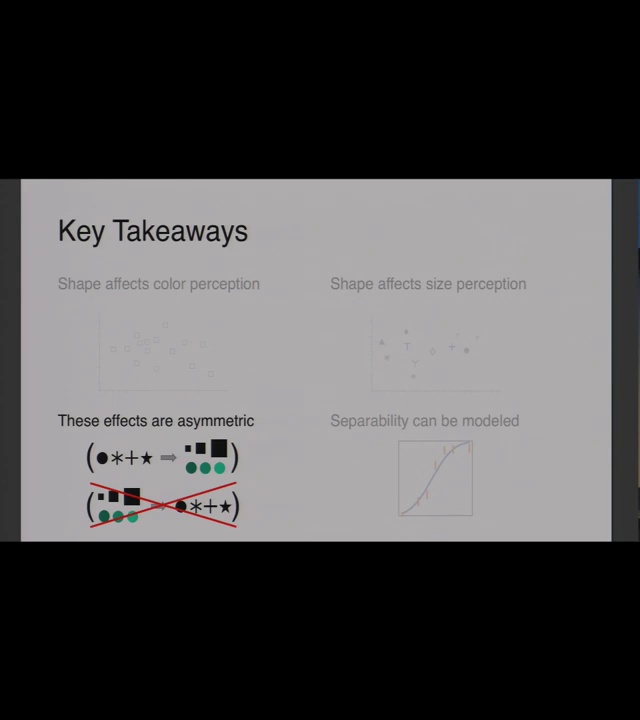 Key Takeaways
Shape affects color perception
Shape affects size perception
These effects are asymmetric
Separability can be modeled